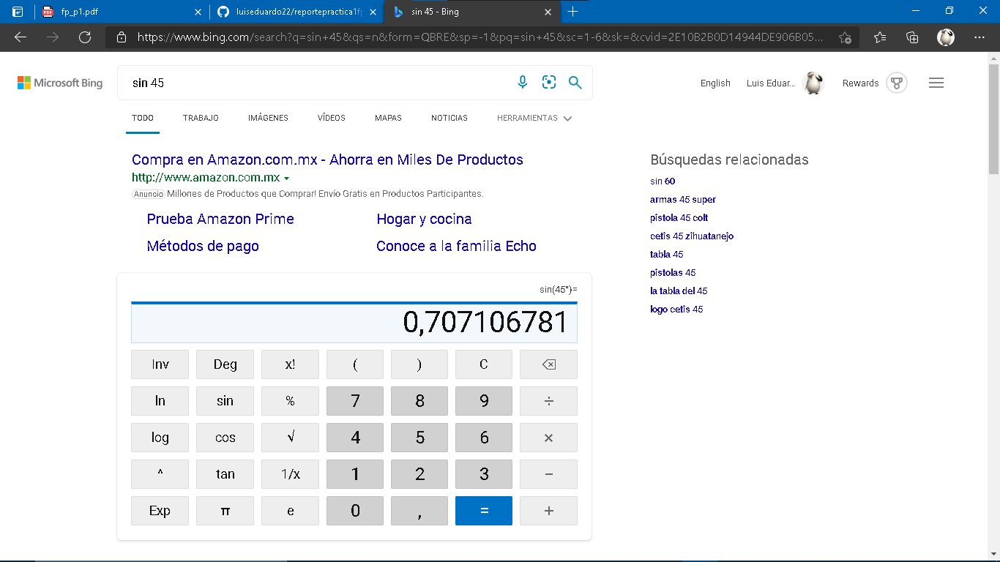 fp_p1.pdf
luiseduardo22/reportepractica1fp
sin 45 - Bing
https://www.bing.com/search?q=sin+45&qs=n&form=QBRE&sp=-1&pq=sin+45&sc=1-6&sk=&cvid=2E10B2B0D14944DE906B05...
Microsoft Bing
sin 45
English Luis Eduar... Rewards
TODO TRABAJO IMÁGENES VÍDEOS MAPAS NOTICIAS HERRAMIENTAS
Compra en Amazon.com.mx - Ahorra en Miles De Productos
http://www.amazon.com.mx
Anuncio Millones de Productos que Comprar! Envío Gratis en Productos Participantes.
Prueba Amazon Prime Hogar y cocina
Métodos de pago Conoce a la familia Echo
Búsquedas relacionadas
sin 60
armas 45 super
pistola 45 colt
cetis 45 zihuatanejo
tabla 45
pistolas 45
la tabla del 45
logo cetis 45
sin(45°)=
0,707106781
Inv Deg x! ( ) C
ln sin % 7 8 9 ÷
log cos √ 4 5 6 ×
^ tan 1/x 1 2 3 −
Exp π e 0 , = +